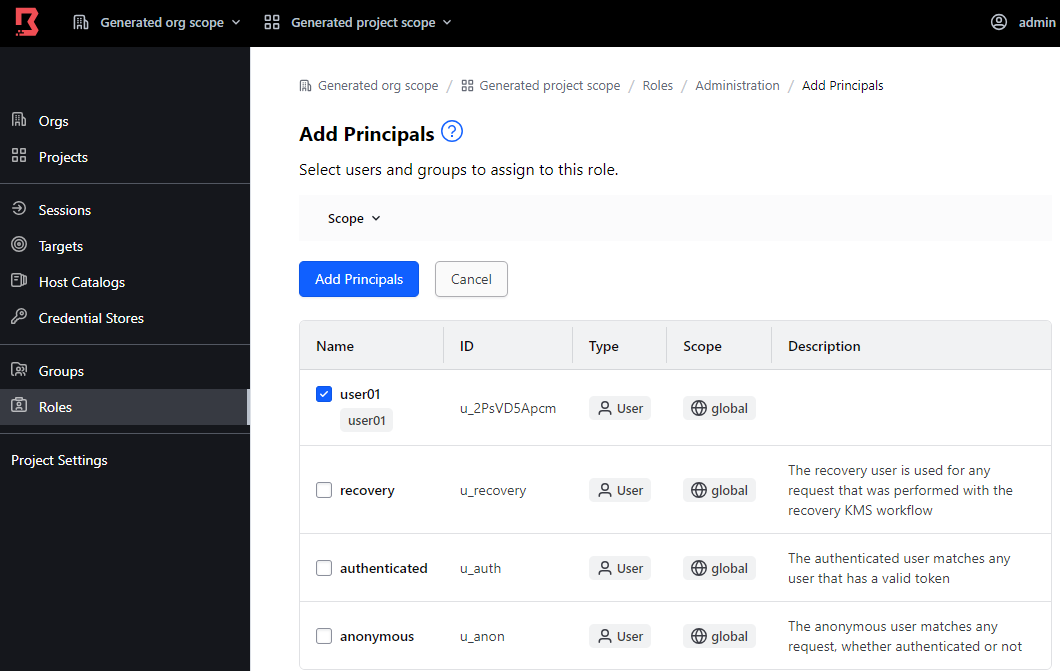 Generated org scope Generated project scope admin
Generated org scope / Generated project scope / Roles / Administration / Add Principals
Orgs
Projects
Sessions
Targets
Host Catalogs
Credential Stores
Groups
Roles
Project Settings
Add Principals ?
Select users and groups to assign to this role.
Scope
Add Principals Cancel
Name ID Type Scope Description
user01 u_2PsVD5Apcm User global
user01
recovery u_recovery User global
The recovery user is used for any
request that was performed with the
recovery KMS workflow
authenticated u_auth User global
The authenticated user matches any
user that has a valid token
anonymous u_anon User global
The anonymous user matches any
request, whether authenticated or not